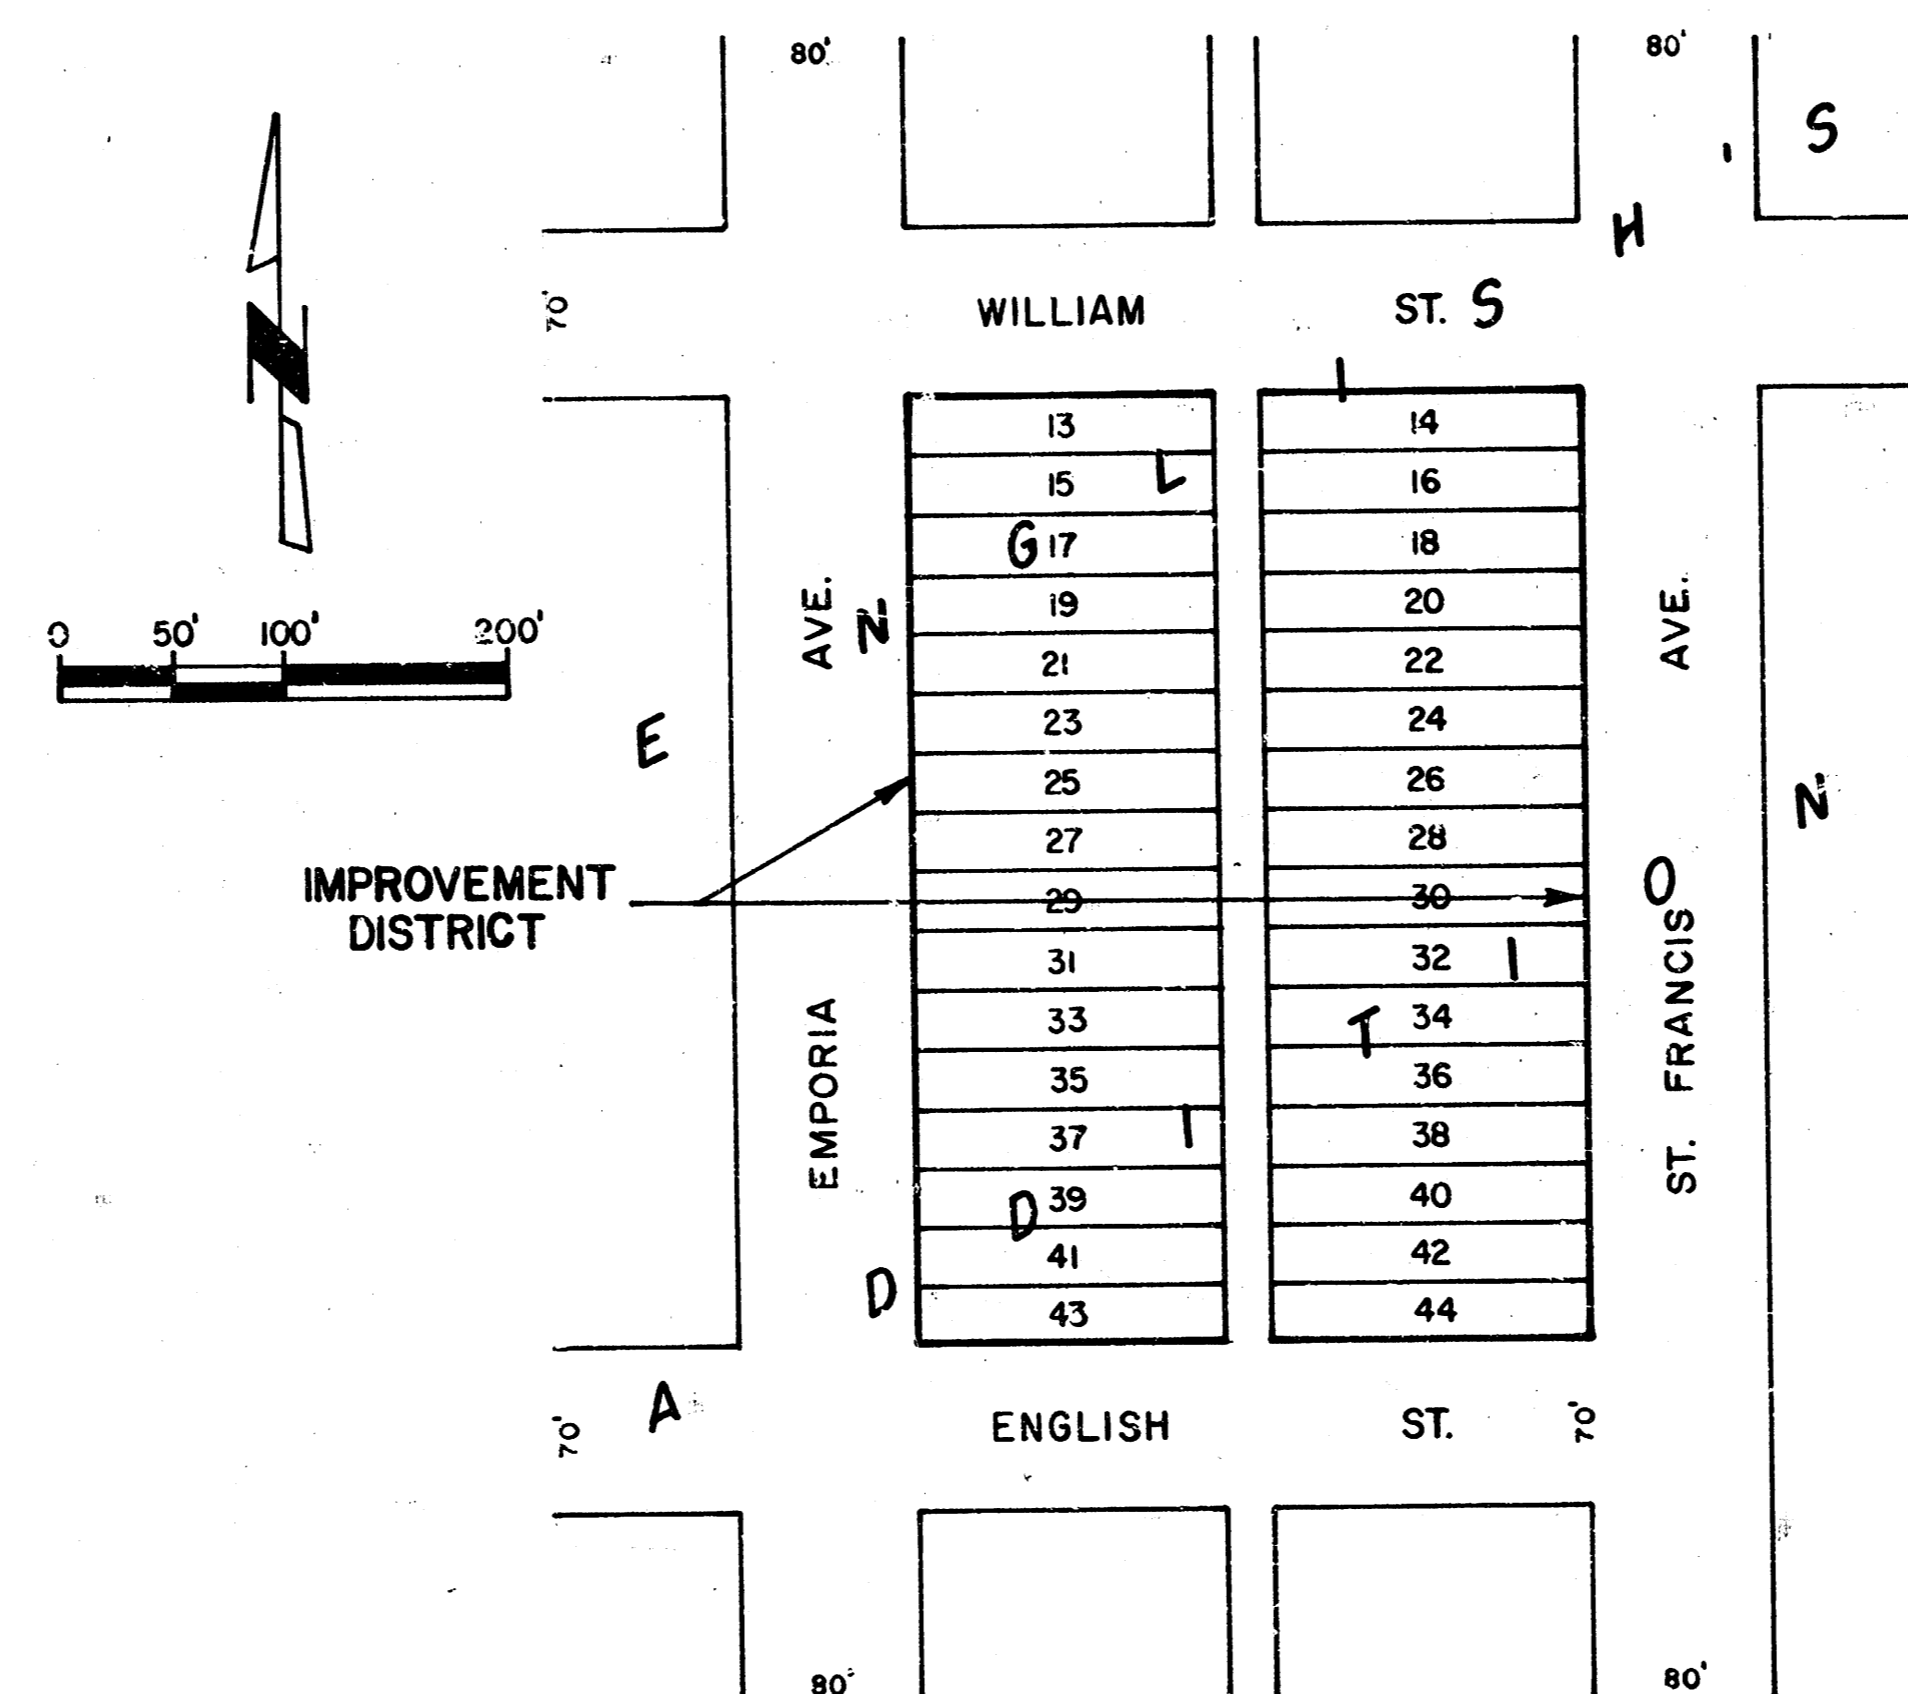 80' 80'
S
H
N
70' WILLIAM ST. S
I
13 14
L
15 16
G 17 18
19 20
AVE. N AVE.
0 50' 100' 200'
21 22
23 24
E
25 26
N
27 28
IMPROVEMENT
DISTRICT
29 30
O
31 32 I
33 T 34
35 36
EMPORIA ST. FRANCIS
37 I 38
D 39 40
41 42
D
43 44
A
70' ENGLISH ST. 70'
80' 80'